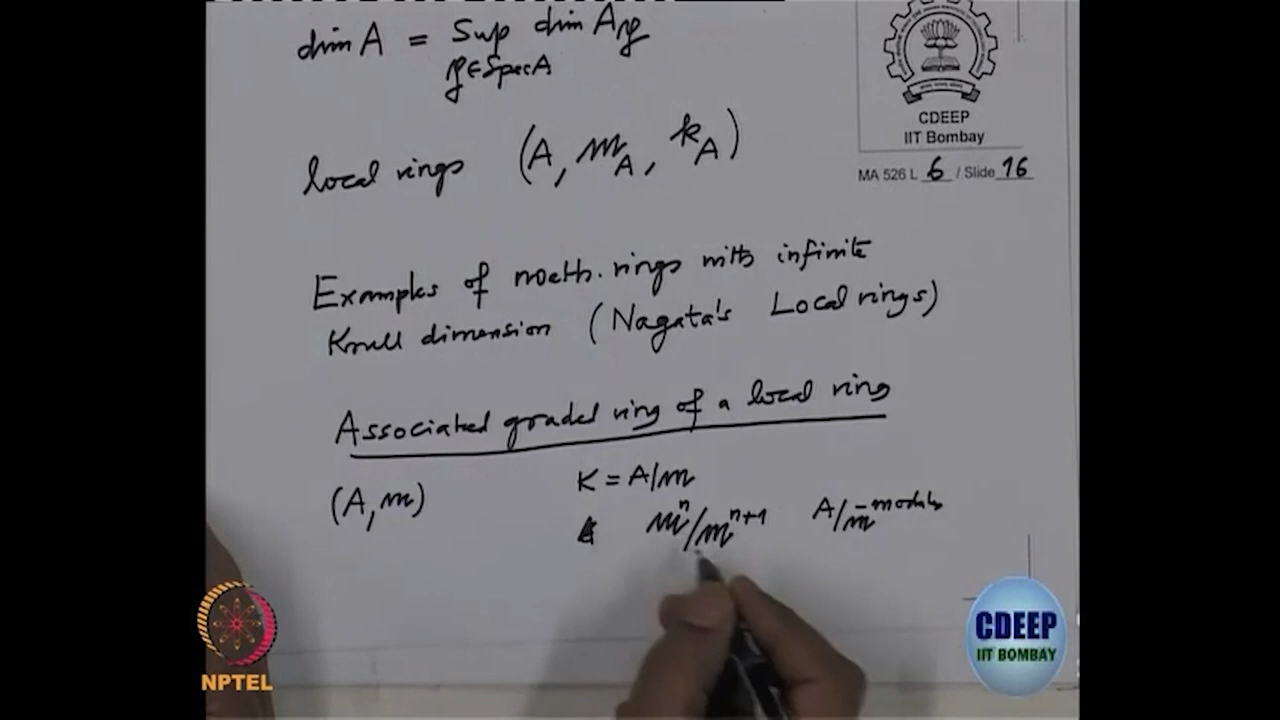 dim A = Sup dim A𝔭
𝔭∈Spec A
CDEEP
IIT Bombay
MA 526 L 6 / Slide 16
local rings (A, 𝔪_A, k_A)
Examples of noeth. rings with infinite
Krull dimension (Nagata's Local rings)
Associated graded ring of a local ring
(A, 𝔪) K = A/𝔪
𝔪^n/𝔪^{n+1} A/𝔪-modules
NPTEL
CDEEP
IIT BOMBAY